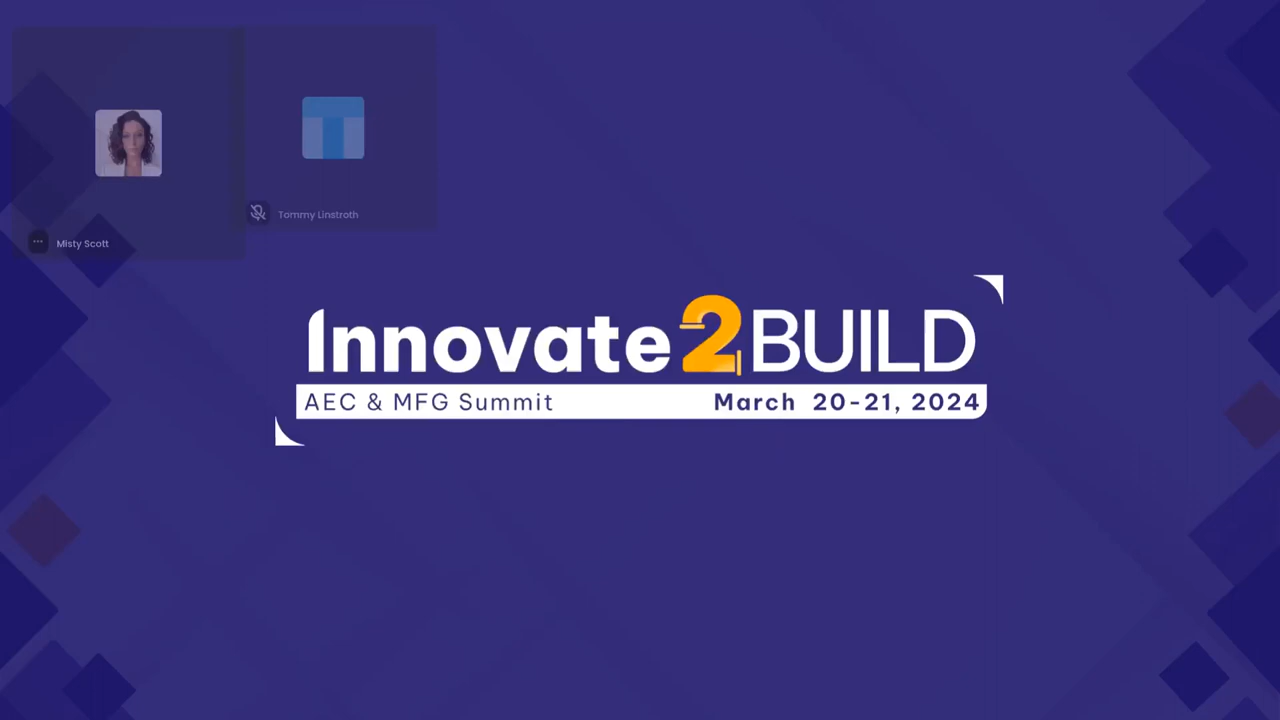 Tommy Linstroth
Misty Scott
Innovate2BUILD
AEC & MFG Summit March 20-21, 2024